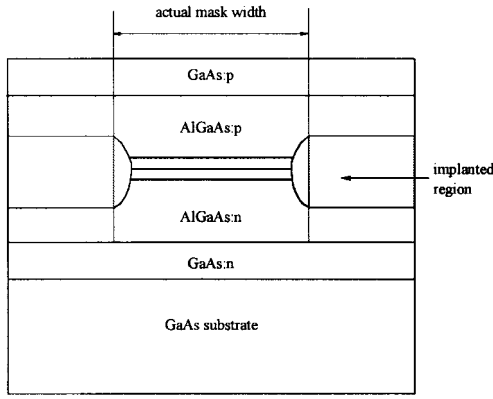 actual mask width
GaAs:p
AlGaAs:p
implanted
region
AlGaAs:n
GaAs:n
GaAs substrate